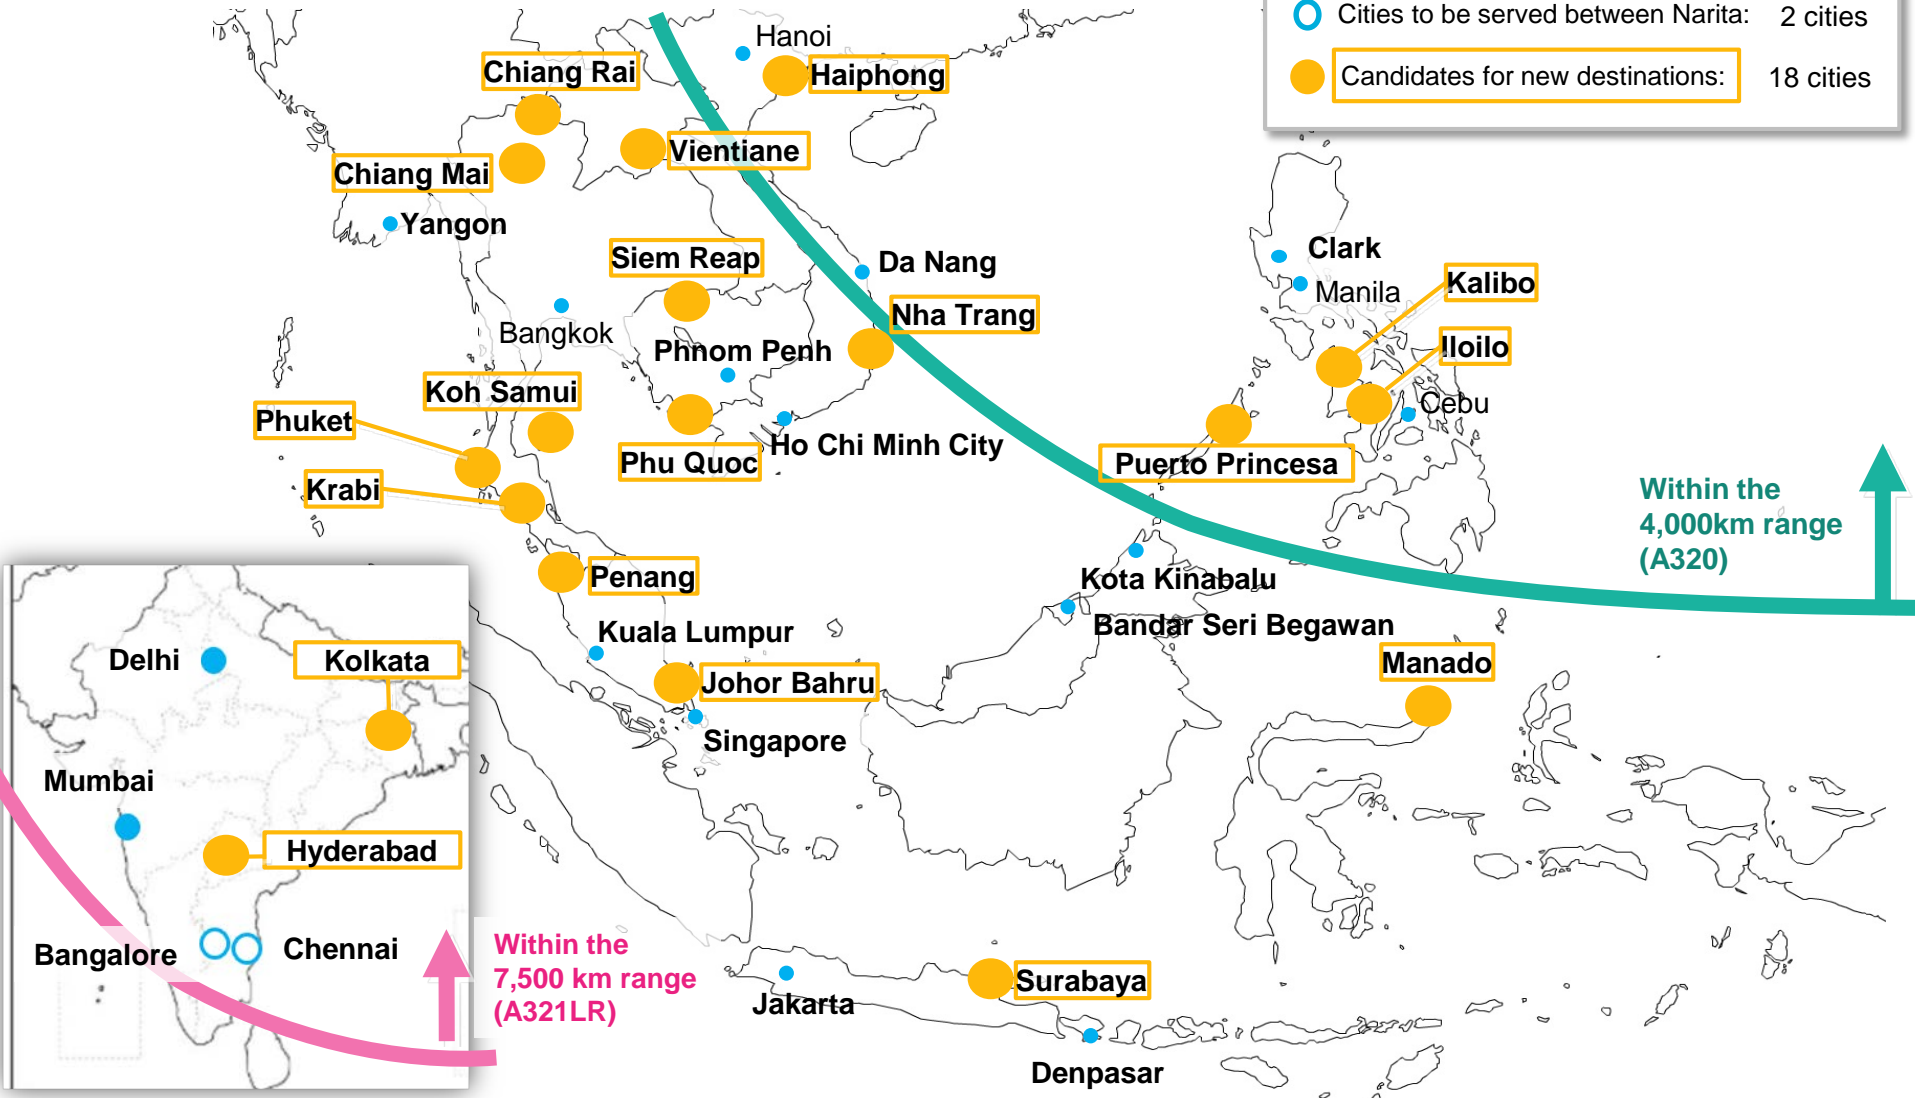 Cities to be served between Narita: 2 cities
Candidates for new destinations: 18 cities
Hanoi
Chiang Rai
Haiphong
Vientiane
Chiang Mai
Yangon
Siem Reap
Da Nang
Clark
Kalibo
Manila
Nha Trang
Bangkok
Phnom Penh
Iloilo
Koh Samui
Cebu
Phuket
Ho Chi Minh City
Phu Quoc
Puerto Princesa
Krabi
Within the
4,000km range
(A320)
Penang
Kota Kinabalu
Bandar Seri Begawan
Kuala Lumpur
Manado
Delhi
Kolkata
Johor Bahru
Singapore
Mumbai
Hyderabad
Bangalore
Chennai
Within the
7,500 km range
(A321LR)
Surabaya
Jakarta
Denpasar